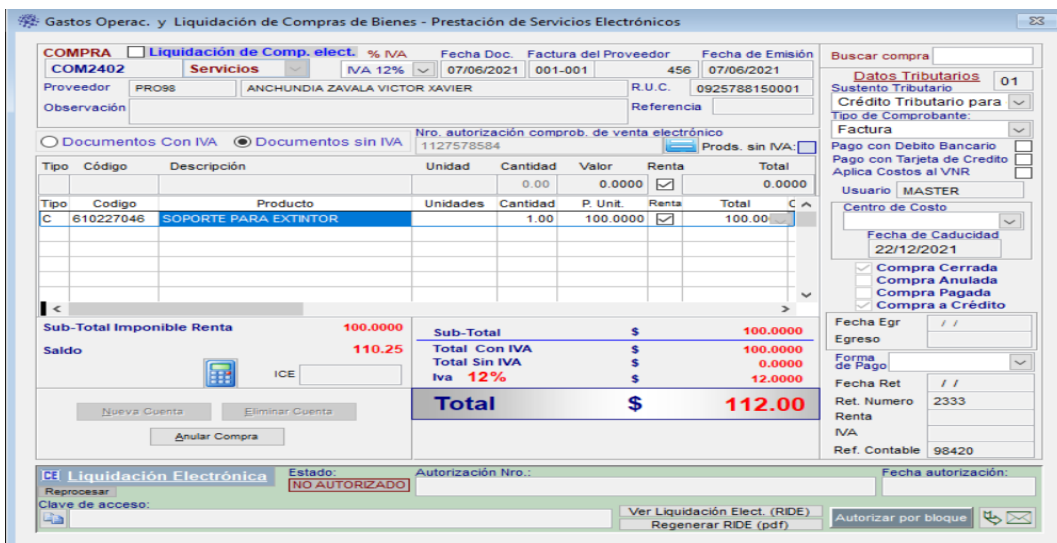 Gastos Operac. y Liquidación de Compras de Bienes - Prestación de Servicios Electrónicos
COMPRA Liquidación de Comp. elect. % IVA Fecha Doc. Factura del Proveedor Fecha de Emisión
COM2402 Servicios IVA 12% 07/06/2021 001-001 456 07/06/2021
Proveedor PRO98 ANCHUNDIA ZAVALA VICTOR XAVIER R.U.C. 0925788150001
Observación Referencia
Documentos Con IVA Documentos sin IVA Nro. autorización comprob. de venta electrónico
1127578584 Prods. sin IVA:
Tipo Código Descripción Unidad Cantidad Valor Renta Total
0.00 0.0000 0.0000
Tipo Codigo Producto Unidades Cantidad P. Unit. Renta Total C
C 610227046 SOPORTE PARA EXTINTOR 1.00 100.0000 100.00
Sub-Total Imponible Renta 100.0000
Saldo 110.25
ICE
Nueva Cuenta Eliminar Cuenta
Anular Compra
Sub-Total $ 100.0000
Total Con IVA $ 100.0000
Total Sin IVA $ 0.0000
Iva 12% $ 12.0000
Total $ 112.00
Buscar compra
Datos Tributarios 01
Sustento Tributario
Crédito Tributario para
Tipo de Comprobante:
Factura
Pago con Debito Bancario
Pago con Tarjeta de Credito
Aplica Costos al VNR
Usuario MASTER
Centro de Costo
Fecha de Caducidad
22/12/2021
Compra Cerrada
Compra Anulada
Compra Pagada
Compra a Crédito
Fecha Egr / /
Egreso
Forma de Pago
Fecha Ret / /
Ret. Numero 2333
Renta
IVA
Ref. Contable 98420
CE Liquidación Electrónica Estado: Autorización Nro.: Fecha autorización:
Reprocesar NO AUTORIZADO
Clave de acceso:
Ver Liquidación Elect. (RIDE)
Regenerar RIDE (pdf)
Autorizar por bloque